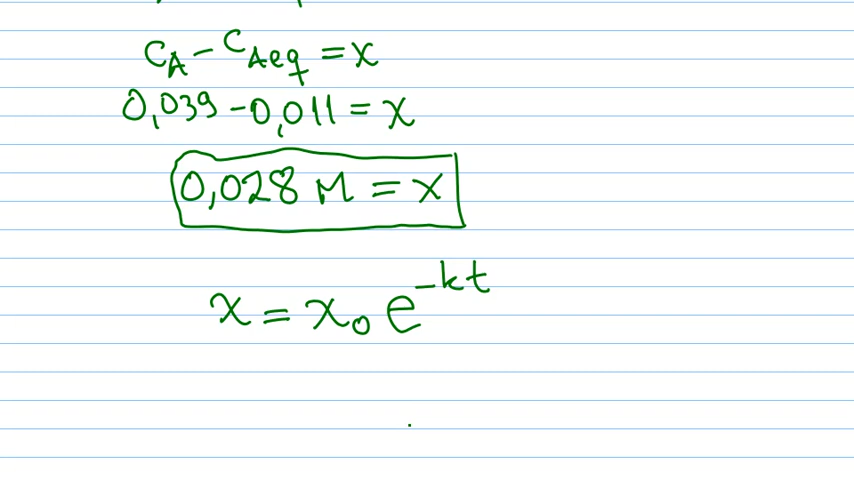 C_A - C_Aeq = x
0,039 - 0,011 = x
0,028 M = x
x = x_0 e^{-kt}